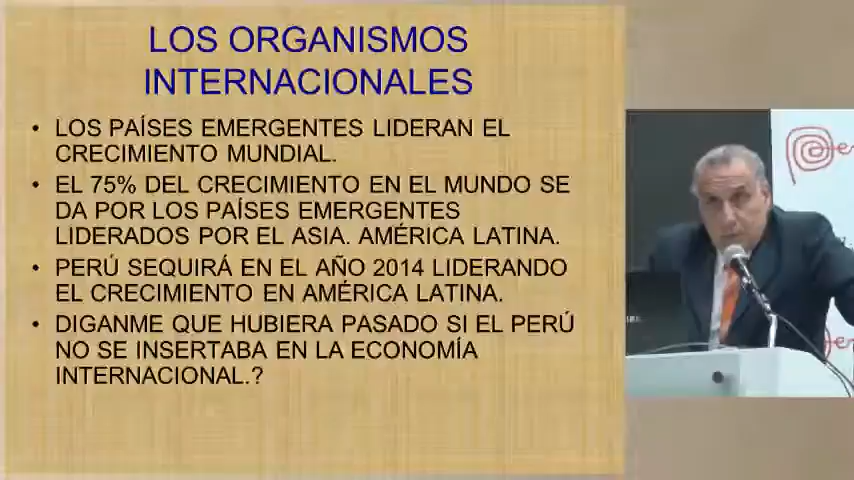 LOS ORGANISMOS
INTERNACIONALES
• LOS PAÍSES EMERGENTES LIDERAN EL
CRECIMIENTO MUNDIAL.
• EL 75% DEL CRECIMIENTO EN EL MUNDO SE
DA POR LOS PAÍSES EMERGENTES
LIDERADOS POR EL ASIA. AMÉRICA LATINA.
• PERÚ SEQUIRÁ EN EL AÑO 2014 LIDERANDO
EL CRECIMIENTO EN AMÉRICA LATINA.
• DIGANME QUE HUBIERA PASADO SI EL PERÚ
NO SE INSERTABA EN LA ECONOMÍA
INTERNACIONAL.?